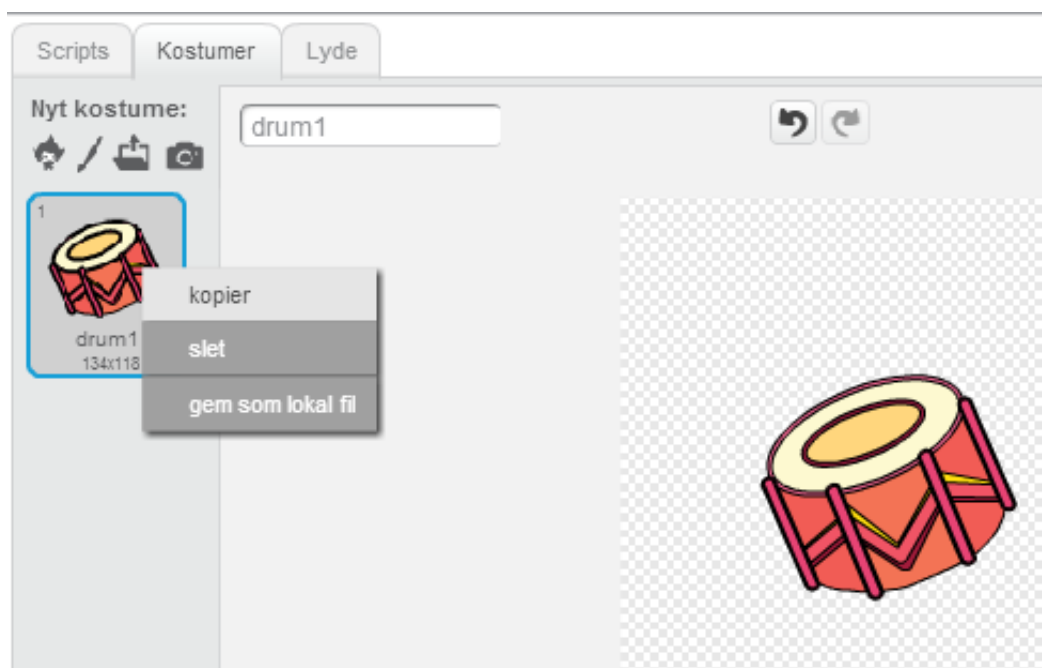 Scripts
Kostumer
Lyde
Nyt kostume:
drum1
1
drum1
134x118
kopier
slet
gem som lokal fil